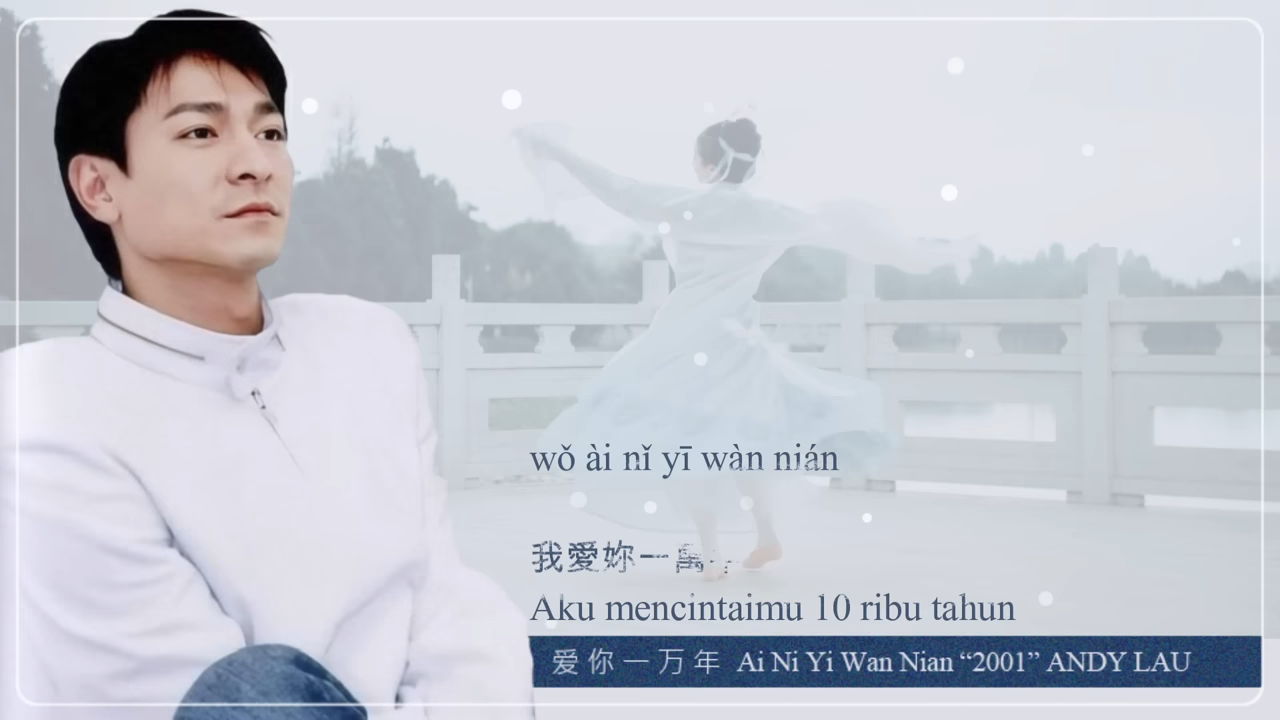 wǒ ài nǐ yī wàn nián
我愛妳一萬
Aku mencintaimu 10 ribu tahun
爱你一万年 Ai Ni Yi Wan Nian “2001” ANDY LAU